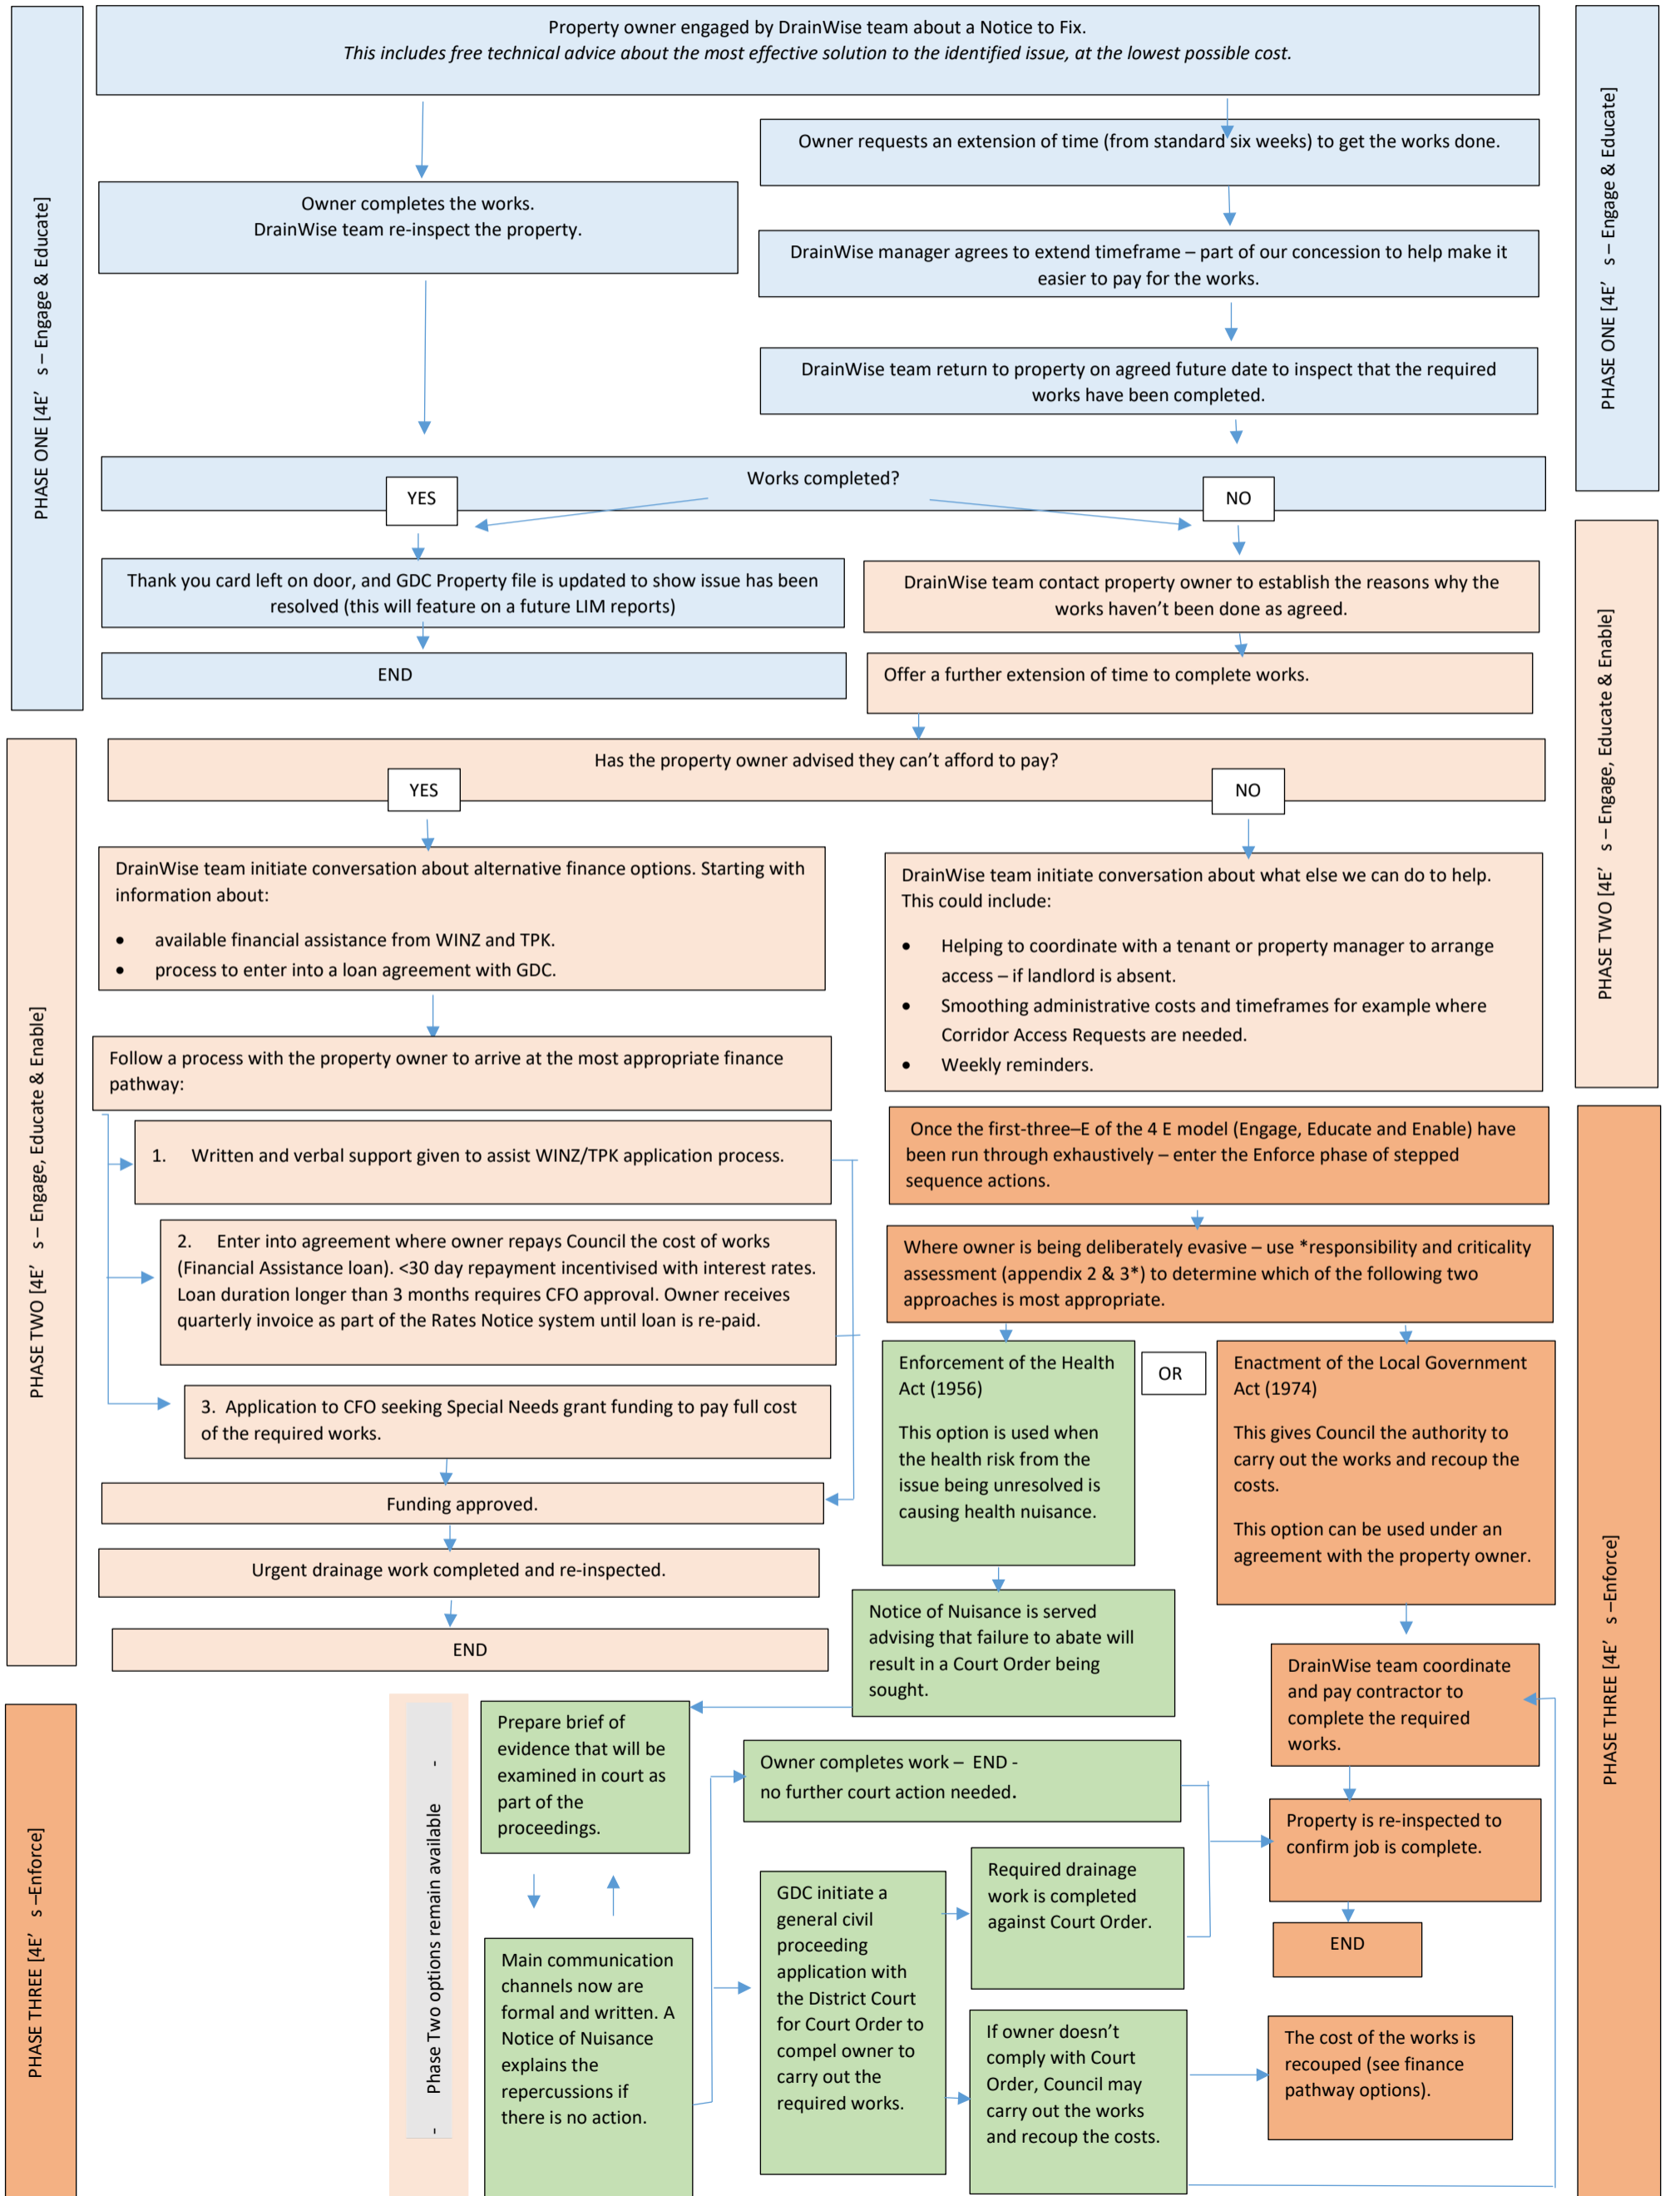 Property owner engaged by DrainWise team about a Notice to Fix.
This includes free technical advice about the most effective solution to the identified issue, at the lowest possible cost.
PHASE ONE [4E’ s – Engage & Educate]
PHASE ONE [4E’ s – Engage & Educate]
Owner requests an extension of time (from standard six weeks) to get the works done.
Owner completes the works.
DrainWise team re-inspect the property.
DrainWise manager agrees to extend timeframe – part of our concession to help make it
easier to pay for the works.
DrainWise team return to property on agreed future date to inspect that the required
works have been completed.
Works completed?
YES
NO
Thank you card left on door, and GDC Property file is updated to show issue has been
resolved (this will feature on a future LIM reports)
END
DrainWise team contact property owner to establish the reasons why the
works haven’t been done as agreed.
Offer a further extension of time to complete works.
PHASE TWO [4E’ s – Engage, Educate & Enable]
PHASE TWO [4E’ s – Engage, Educate & Enable]
Has the property owner advised they can’t afford to pay?
YES
NO
DrainWise team initiate conversation about alternative finance options. Starting with
information about:
• available financial assistance from WINZ and TPK.
• process to enter into a loan agreement with GDC.
DrainWise team initiate conversation about what else we can do to help.
This could include:
• Helping to coordinate with a tenant or property manager to arrange
access – if landlord is absent.
• Smoothing administrative costs and timeframes for example where
Corridor Access Requests are needed.
• Weekly reminders.
Follow a process with the property owner to arrive at the most appropriate finance
pathway:
1. Written and verbal support given to assist WINZ/TPK application process.
2. Enter into agreement where owner repays Council the cost of works
(Financial Assistance loan). <30 day repayment incentivised with interest rates.
Loan duration longer than 3 months requires CFO approval. Owner receives
quarterly invoice as part of the Rates Notice system until loan is re-paid.
3. Application to CFO seeking Special Needs grant funding to pay full cost
of the required works.
Funding approved.
Urgent drainage work completed and re-inspected.
END
Once the first-three–E of the 4 E model (Engage, Educate and Enable) have
been run through exhaustively – enter the Enforce phase of stepped
sequence actions.
Where owner is being deliberately evasive – use *responsibility and criticality
assessment (appendix 2 & 3*) to determine which of the following two
approaches is most appropriate.
Enforcement of the Health
Act (1956)
This option is used when
the health risk from the
issue being unresolved is
causing health nuisance.
OR
Enactment of the Local Government
Act (1974)
This gives Council the authority to
carry out the works and recoup the
costs.
This option can be used under an
agreement with the property owner.
PHASE THREE [4E’ s –Enforce]
PHASE THREE [4E’ s –Enforce]
Notice of Nuisance is served
advising that failure to abate will
result in a Court Order being
sought.
DrainWise team coordinate
and pay contractor to
complete the required
works.
- Phase Two options remain available -
Prepare brief of
evidence that will be
examined in court as
part of the
proceedings.
Owner completes work – END -
no further court action needed.
Property is re-inspected to
confirm job is complete.
END
Main communication
channels now are
formal and written. A
Notice of Nuisance
explains the
repercussions if
there is no action.
GDC initiate a
general civil
proceeding
application with
the District Court
for Court Order to
compel owner to
carry out the
required works.
Required drainage
work is completed
against Court Order.
If owner doesn’t
comply with Court
Order, Council may
carry out the works
and recoup the costs.
The cost of the works is
recouped (see finance
pathway options).